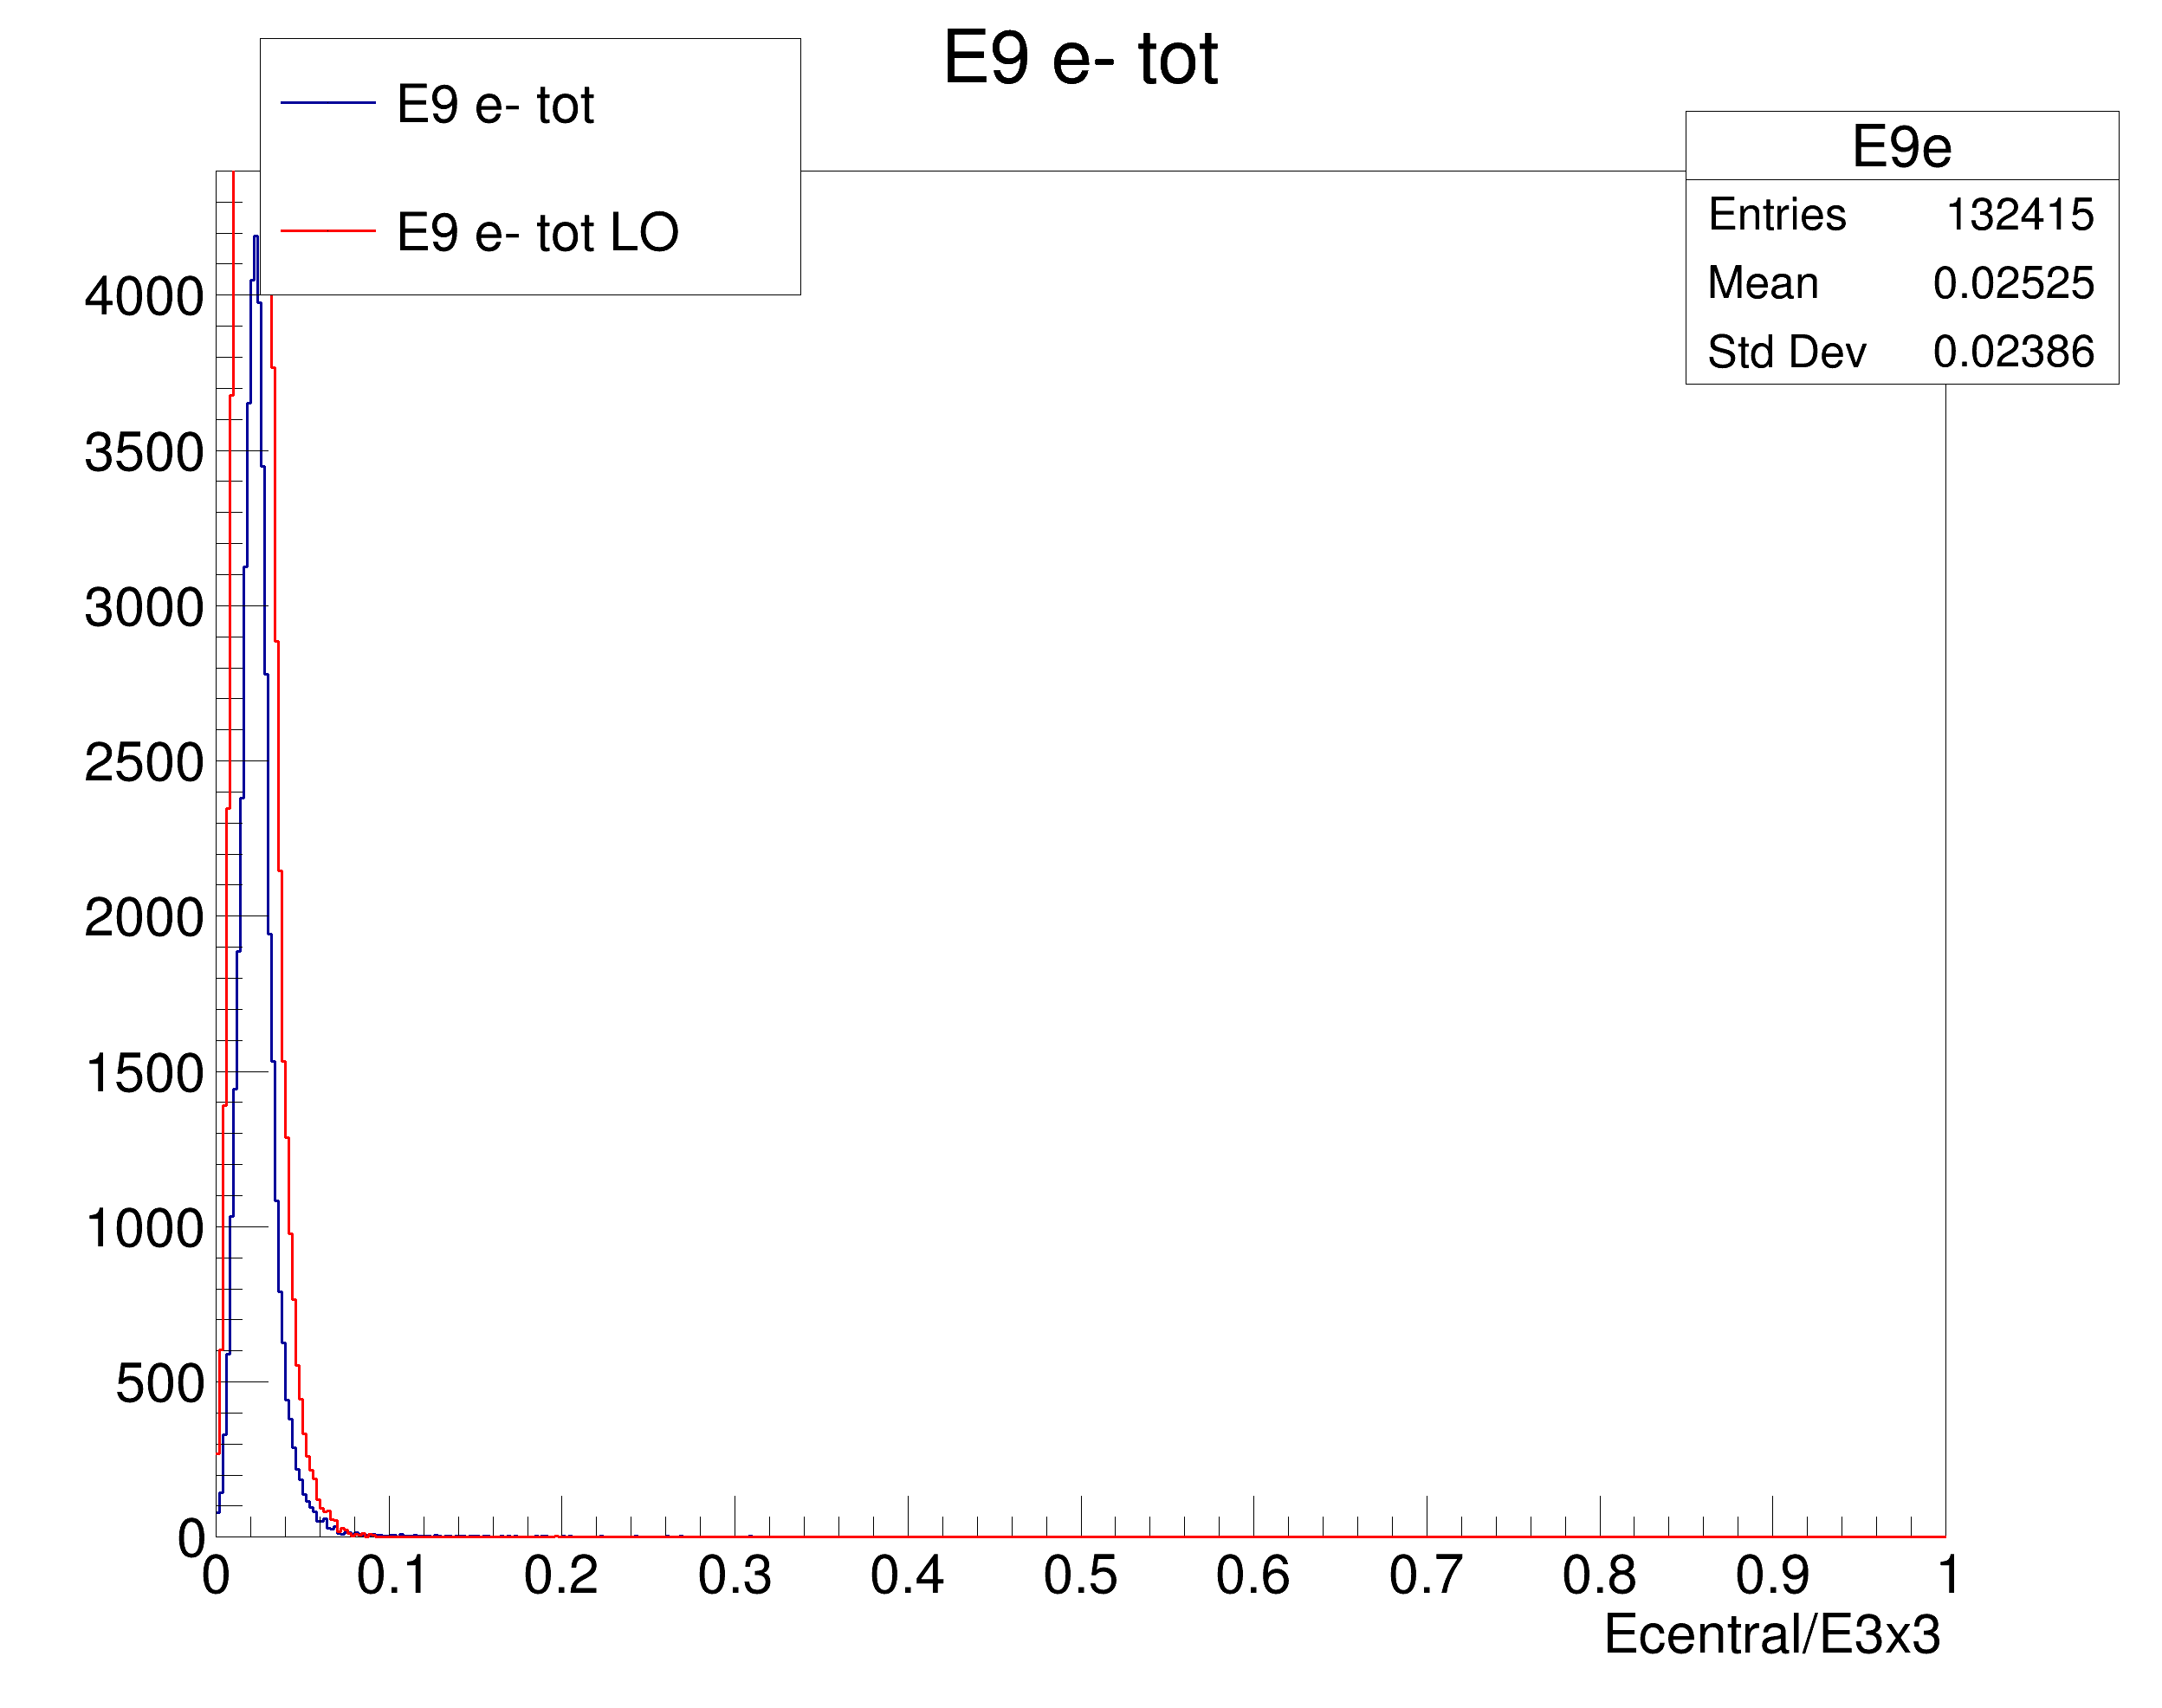 E9 e- tot
E9 e- tot
E9 e- tot LO
E9e
Entries 132415
Mean 0.02525
Std Dev 0.02386
4000
3500
3000
2500
2000
1500
1000
500
0
0 0.1 0.2 0.3 0.4 0.5 0.6 0.7 0.8 0.9 1
Ecentral/E3x3